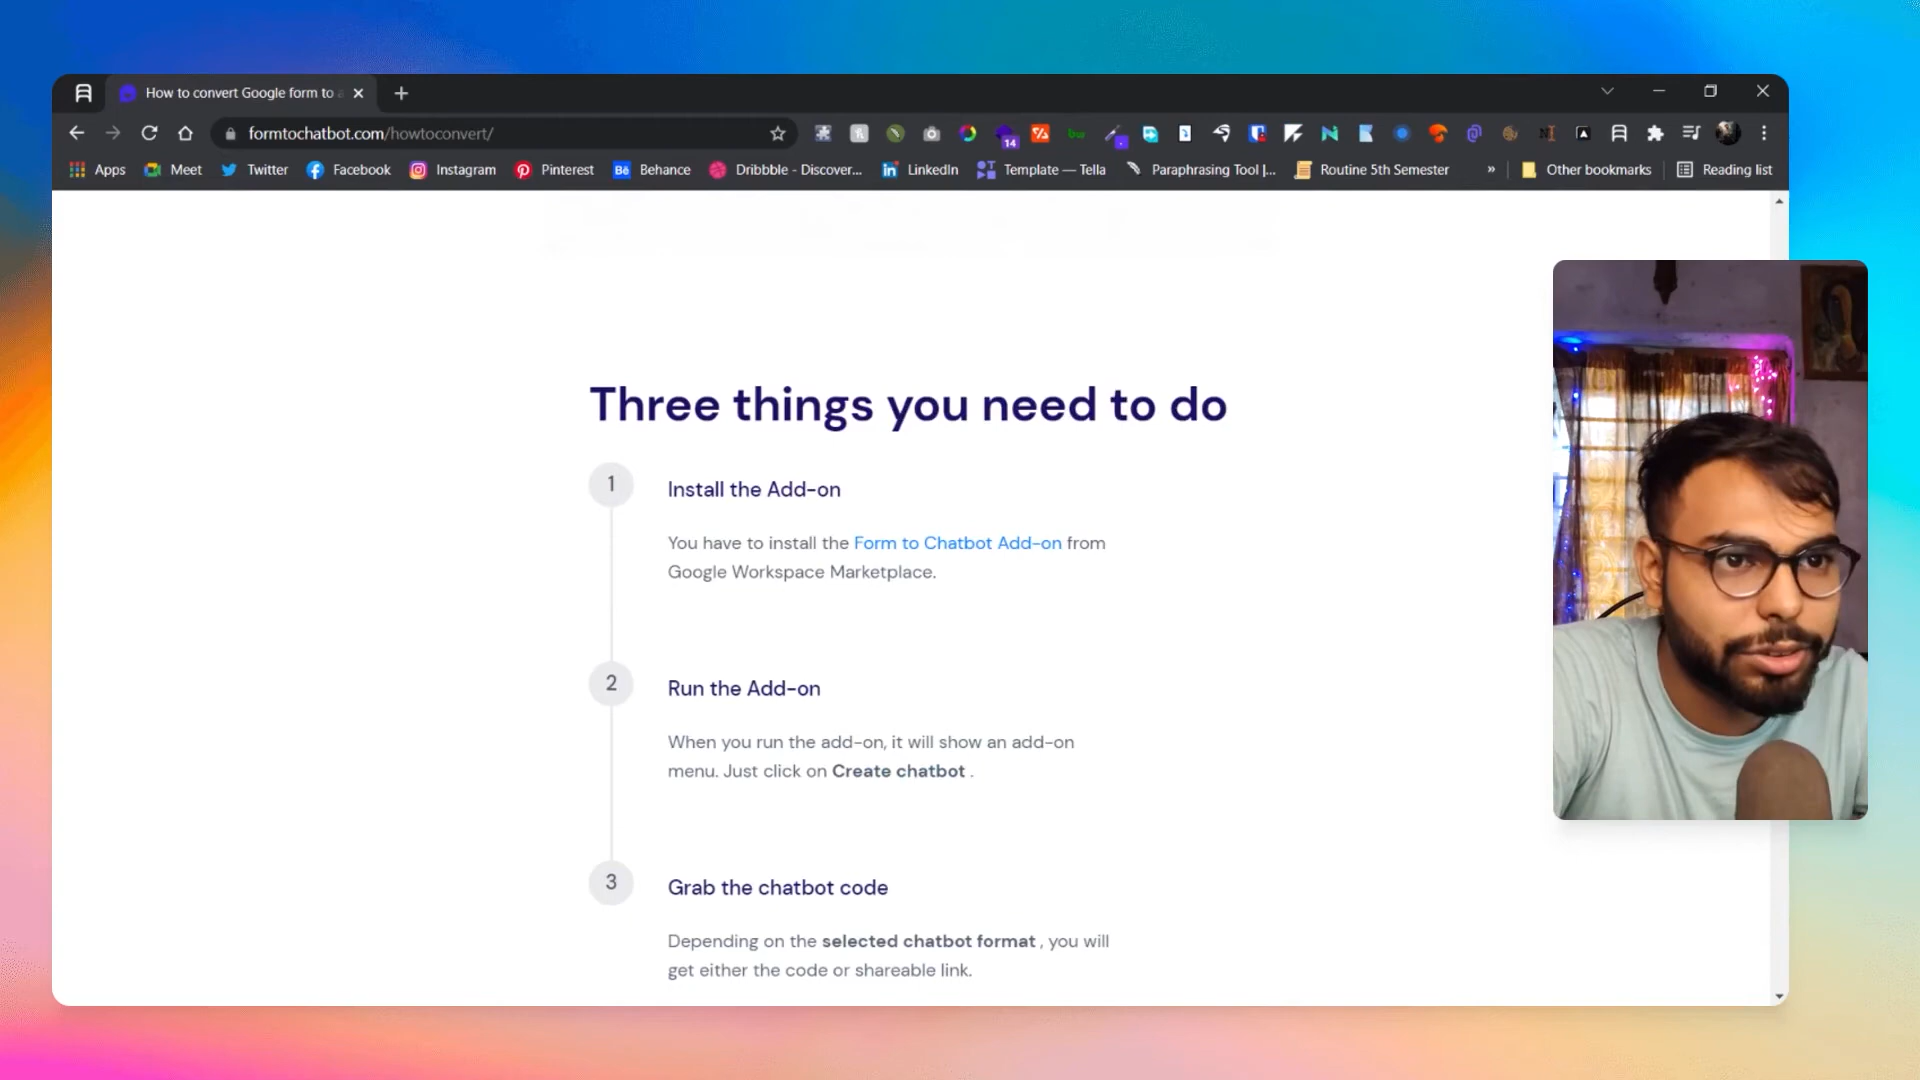 How to convert Google form to
formtochatbot.com/howtoconvert/
14
Apps Meet Twitter Facebook Instagram Pinterest Behance Dribbble - Discover... LinkedIn Template — Tella Paraphrasing Tool |... Routine 5th Semester » Other bookmarks Reading list
Three things you need to do
1 Install the Add-on
You have to install the Form to Chatbot Add-on from
Google Workspace Marketplace.
2 Run the Add-on
When you run the add-on, it will show an add-on
menu. Just click on Create chatbot .
3 Grab the chatbot code
Depending on the selected chatbot format , you will
get either the code or shareable link.